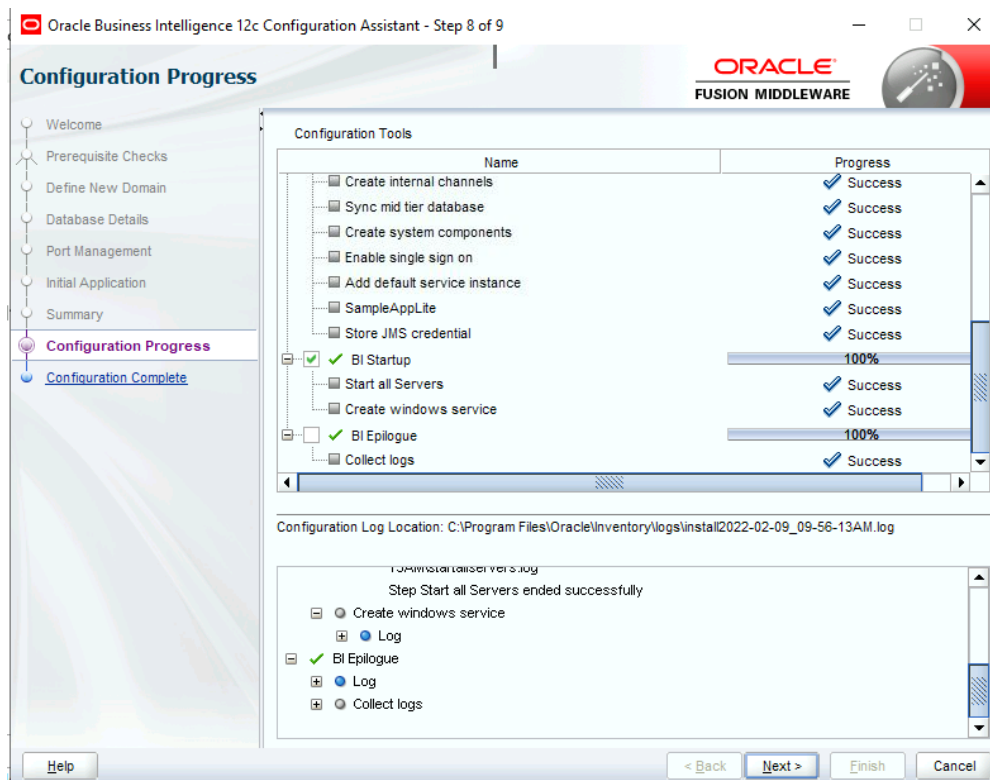 Oracle Business Intelligence 12c Configuration Assistant - Step 8 of 9
Configuration Progress
ORACLE
FUSION MIDDLEWARE
Welcome
Prerequisite Checks
Define New Domain
Database Details
Port Management
Initial Application
Summary
Configuration Progress
Configuration Complete
Configuration Tools
Name Progress
Create internal channels Success
Sync mid tier database Success
Create system components Success
Enable single sign on Success
Add default service instance Success
SampleAppLite Success
Store JMS credential Success
BI Startup 100%
Start all Servers Success
Create windows service Success
BI Epilogue 100%
Collect logs Success
Configuration Log Location: C:\Program Files\Oracle\Inventory\logs\install2022-02-09_09-56-13AM.log
Step Start all Servers ended successfully
Create windows service
Log
BI Epilogue
Log
Collect logs
Help
< Back
Next >
Finish
Cancel